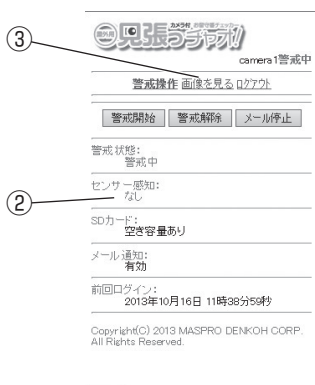 ③
カメラ付 お留守番チェッカー
屋外用 見張っちゃお!
camera1警戒中
警戒操作 画像を見る ログアウト
警戒開始 警戒解除 メール停止
警戒状態:
警戒中
センサー感知:
なし
②
SDカード:
空き容量あり
メール通知:
有効
前回ログイン:
2013年10月16日 11時38分59秒
Copyright(C) 2013 MASPRO DENKOH CORP.
All Rights Reserved.